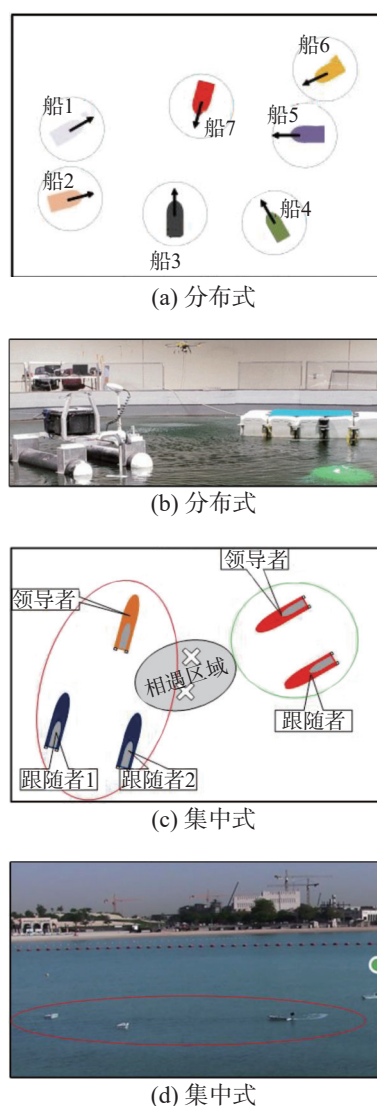 船6
船1
船5
船7
船2
船4
船3
(a) 分布式
(b) 分布式
领导者
领导者
相遇区域
跟随者
跟随者1
跟随者2
(c) 集中式
(d) 集中式